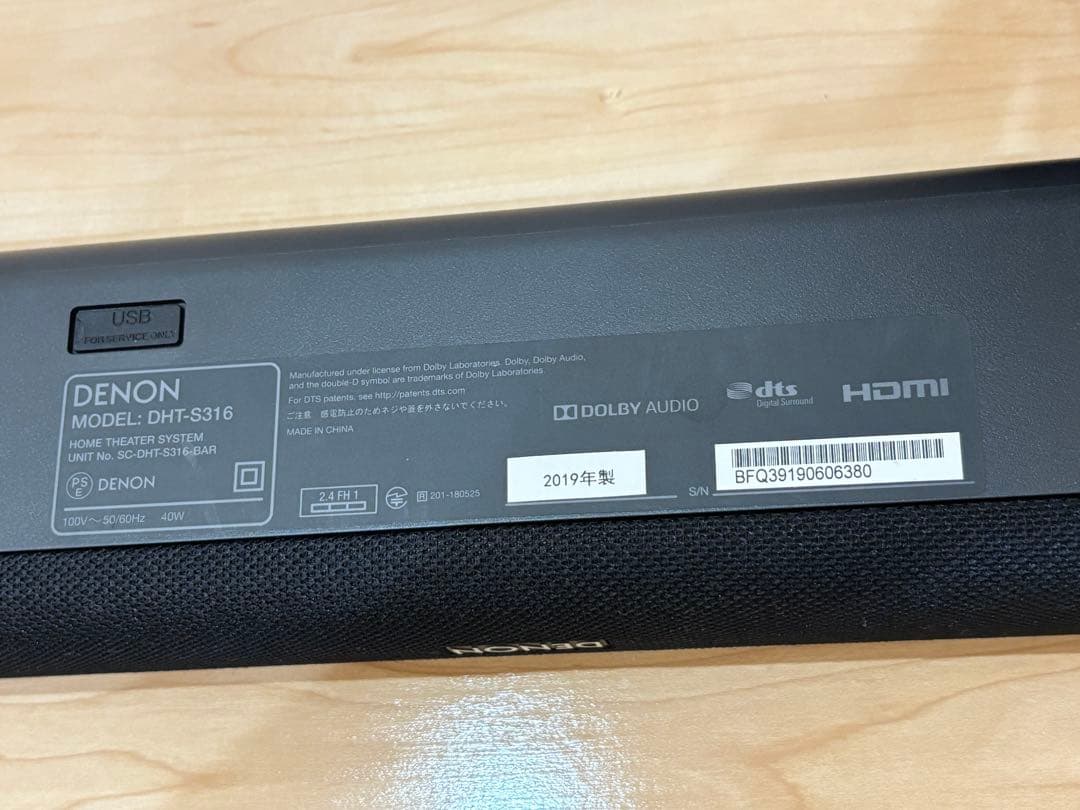 USB
FOR SERVICE ONLY
DENON
MODEL: DHT-S316
HOME THEATER SYSTEM
UNIT No. SC-DHT-S316-BAR
PS E DENON
100V～50/60Hz 40W
Manufactured under license from Dolby Laboratories. Dolby, Dolby Audio,
and the double-D symbol are trademarks of Dolby Laboratories.
For DTS patents, see http://patents.dts.com
ご注意 感電防止のためネジや蓋を外さないでください。
MADE IN CHINA
2.4 FH 1
R 201-180525
DOLBY AUDIO
dts
Digital Surround
HDMI
2019年製
S/N
BFQ39190606380
DENON